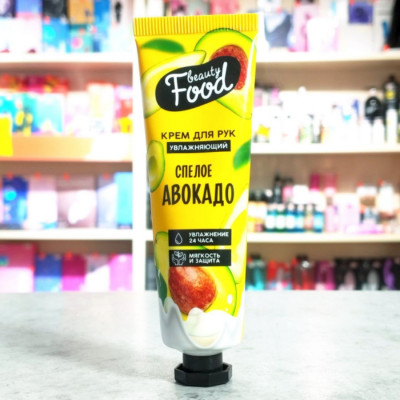 beauty
Food
КРЕМ ДЛЯ РУК
УВЛАЖНЯЮЩИЙ
СПЕЛОЕ
АВОКАДО
УВЛАЖНЕНИЕ
24 ЧАСА
МЯГКОСТЬ
И ЗАЩИТА